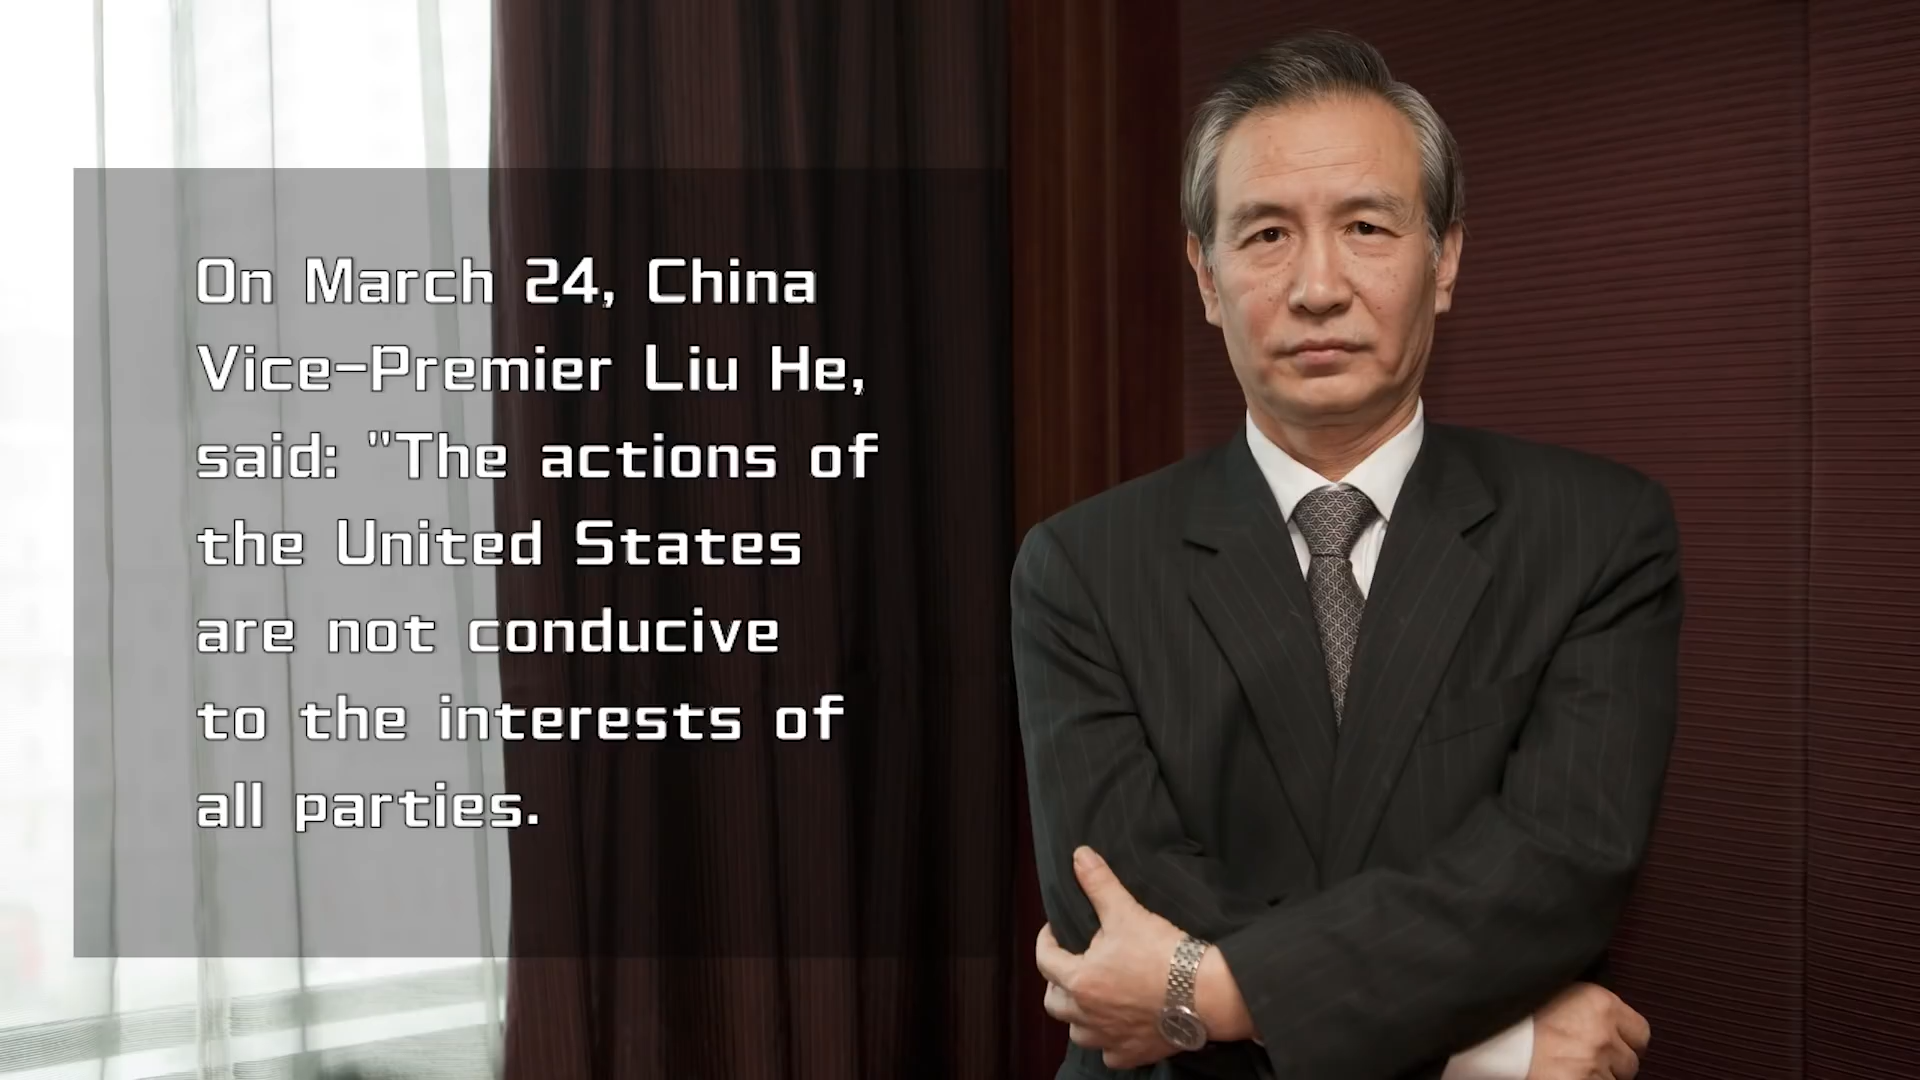 On March 24, China
Vice-Premier Liu He,
said: "The actions of
the United States
are not conducive
to the interests of
all parties.